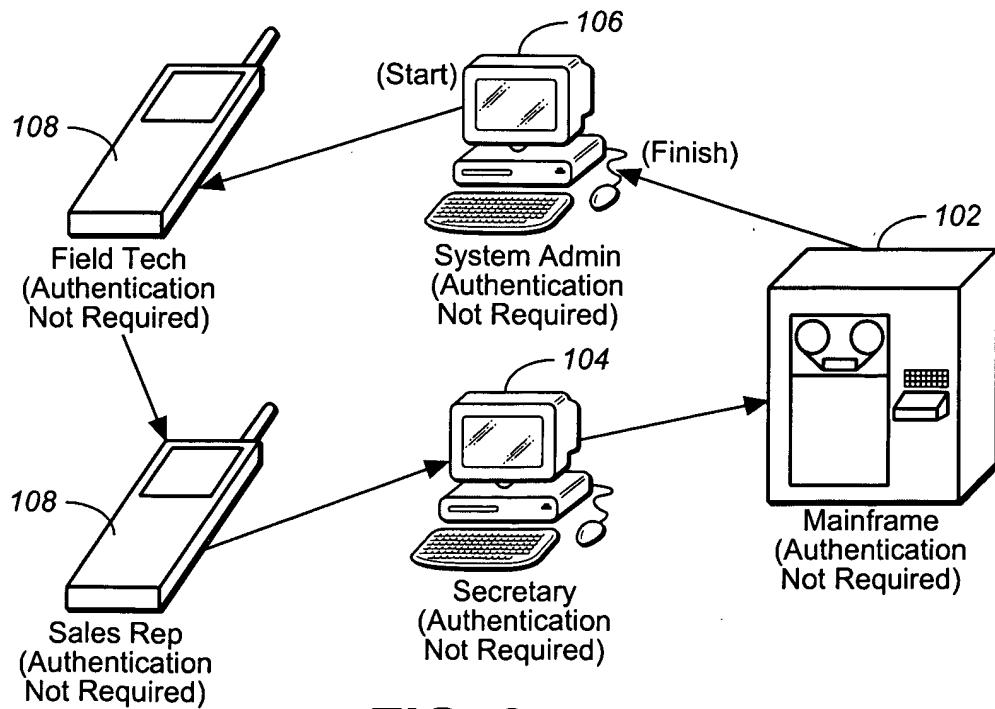 106
(Start)
108
(Finish)
102
Field Tech
(Authentication
Not Required)
System Admin
(Authentication
Not Required)
104
108
Mainframe
(Authentication
Not Required)
Secretary
(Authentication
Not Required)
Sales Rep
(Authentication
Not Required)